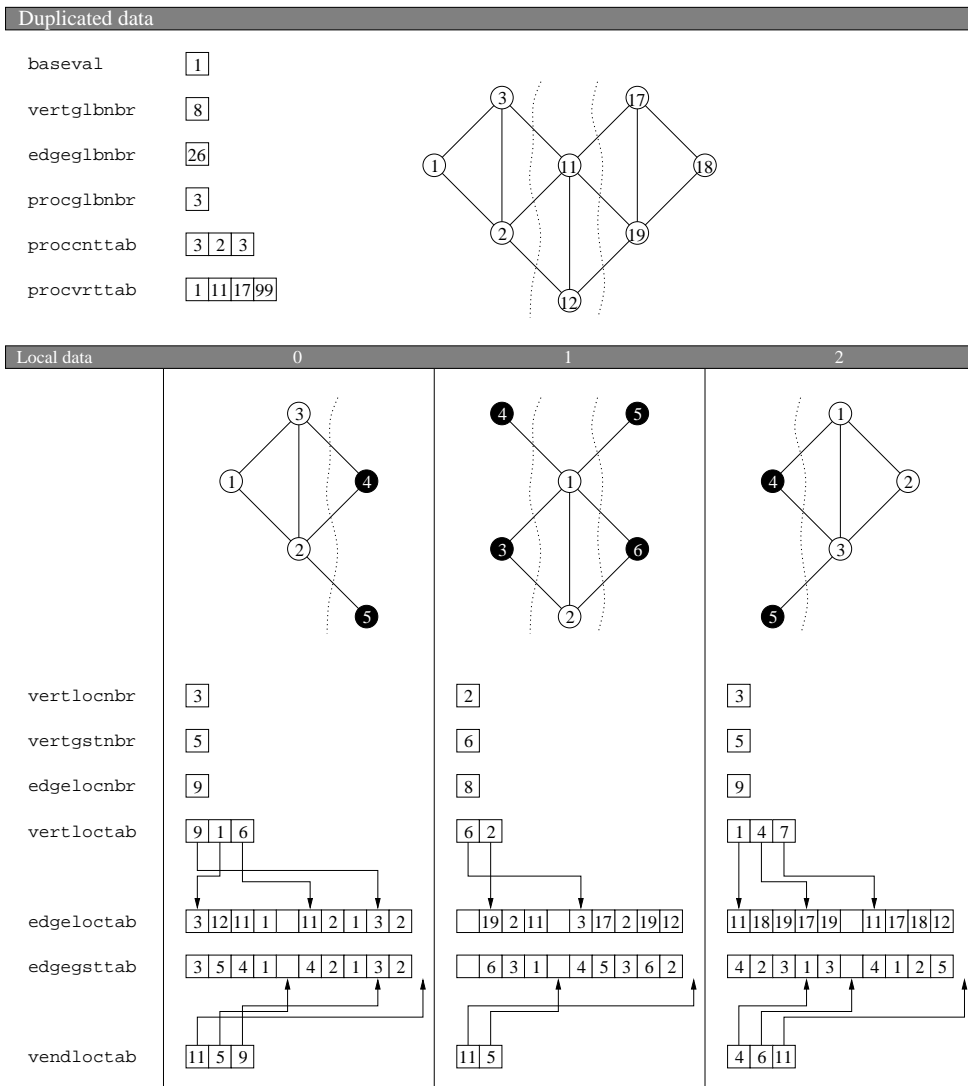 Duplicated data
baseval 1
vertglbnbr 8
edgeglbnbr 26
procglbnbr 3
proccnttab 3 2 3
procvrttab 1 11 17 99
3 17
1 11 18
2 19
12
Local data 0 1 2
3 4 5 1
1 4 1 4 2
2 3 6 3
5 2 5
vertlocnbr 3 2 3
vertgstnbr 5 6 5
edgelocnbr 9 8 9
vertloctab 9 1 6 6 2 1 4 7
edgeloctab 3 12 11 1 11 2 1 3 2 19 2 11 3 17 2 19 12 11 18 19 17 19 11 17 18 12
edgegsttab 3 5 4 1 4 2 1 3 2 6 3 1 4 5 3 6 2 4 2 3 1 3 4 1 2 5
vendloctab 11 5 9 11 5 4 6 11